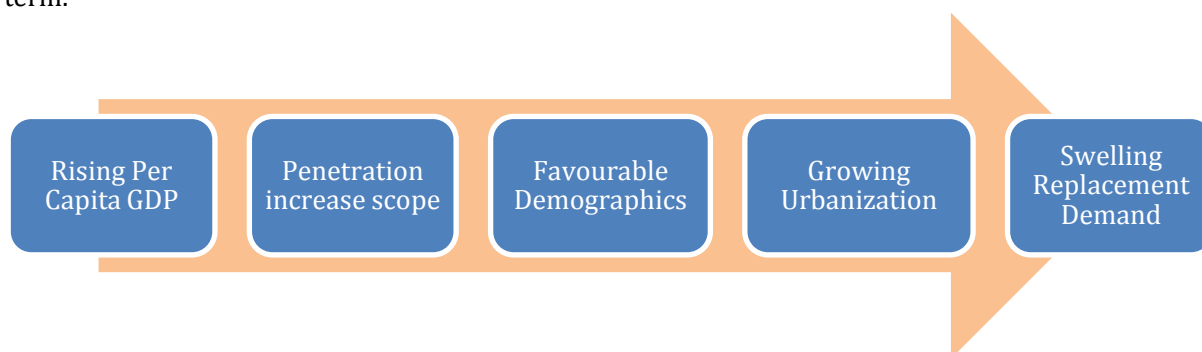 term.
Rising Per
Capita GDP
Penetration
increase scope
Favourable
Demographics
Growing
Urbanization
Swelling
Replacement
Demand